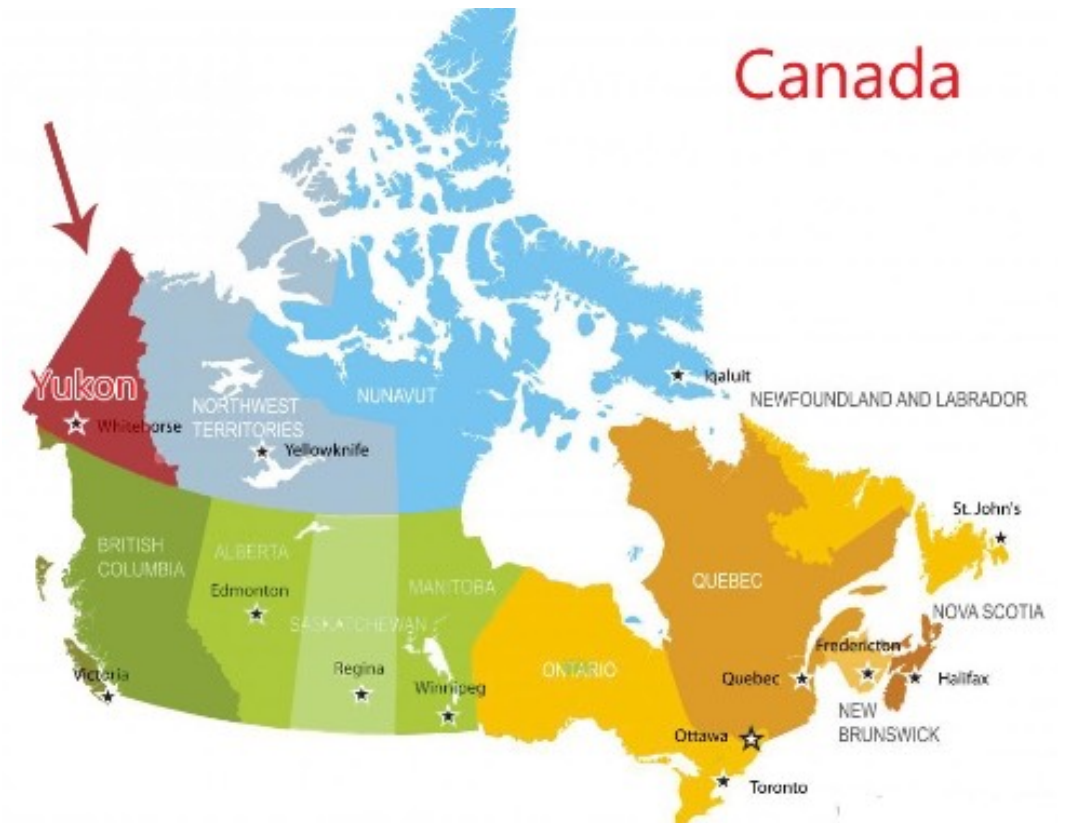 Canada
Yukon
Whiteborse
NORTHWEST
TERRITORIES
Yellowknife
NUNAVUT
Iqaluit
NEWFOUNDLAND AND LABRADOR
St. John's
BRITISH
COLUMBIA
ALBERTA
Edmonton
SASKATCHEWAN
MANITOBA
Regina
Winnipeg
Victoria
ONTARIO
QUEBEC
NOVA SCOTIA
Fredericton
Quebec
Halifax
NEW
BRUNSWICK
Ottawa
Toronto